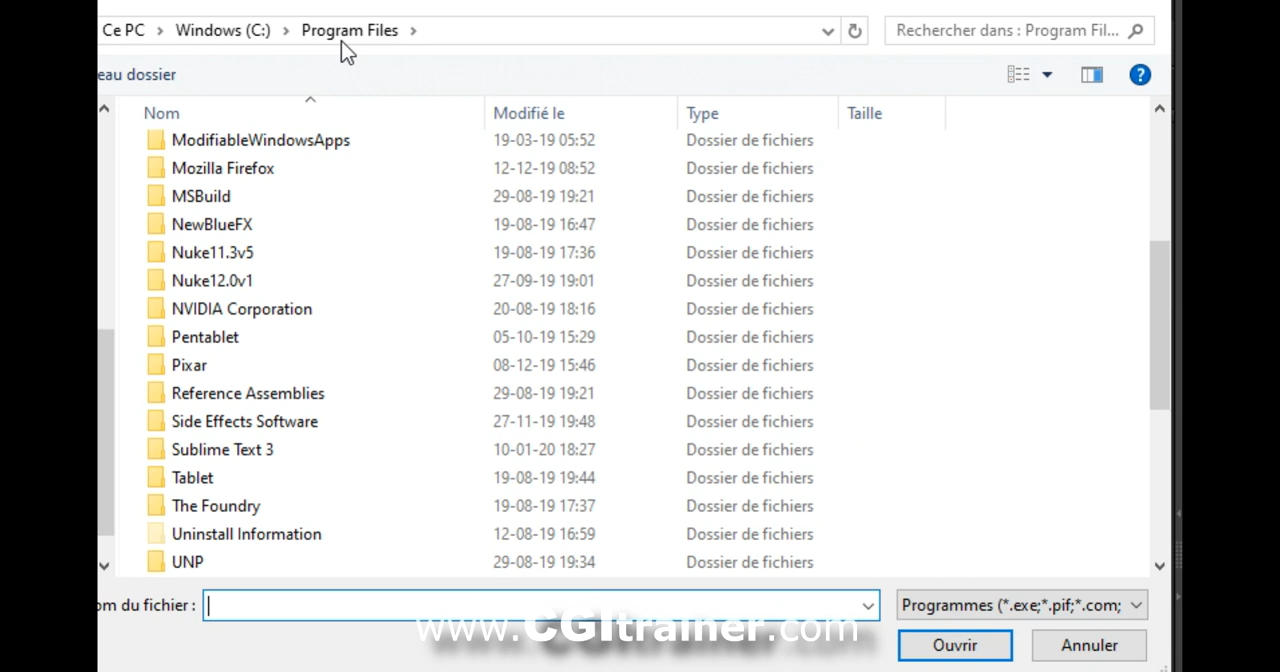 Ce PC > Windows (C:) > Program Files >
Rechercher dans : Program Fil...
eau dossier
Nom Modifié le Type Taille
ModifiableWindowsApps 19-03-19 05:52 Dossier de fichiers
Mozilla Firefox 12-12-19 08:52 Dossier de fichiers
MSBuild 29-08-19 19:21 Dossier de fichiers
NewBlueFX 19-08-19 16:47 Dossier de fichiers
Nuke11.3v5 19-08-19 17:36 Dossier de fichiers
Nuke12.0v1 27-09-19 19:01 Dossier de fichiers
NVIDIA Corporation 20-08-19 18:16 Dossier de fichiers
Pentablet 05-10-19 15:29 Dossier de fichiers
Pixar 08-12-19 15:46 Dossier de fichiers
Reference Assemblies 29-08-19 19:21 Dossier de fichiers
Side Effects Software 27-11-19 19:48 Dossier de fichiers
Sublime Text 3 10-01-20 18:27 Dossier de fichiers
Tablet 19-08-19 19:44 Dossier de fichiers
The Foundry 19-08-19 17:37 Dossier de fichiers
Uninstall Information 12-08-19 16:59 Dossier de fichiers
UNP 29-08-19 19:34 Dossier de fichiers
om du fichier :
Programmes (*.exe;*.pif;*.com;
www.CGItrainer.com
Ouvrir Annuler